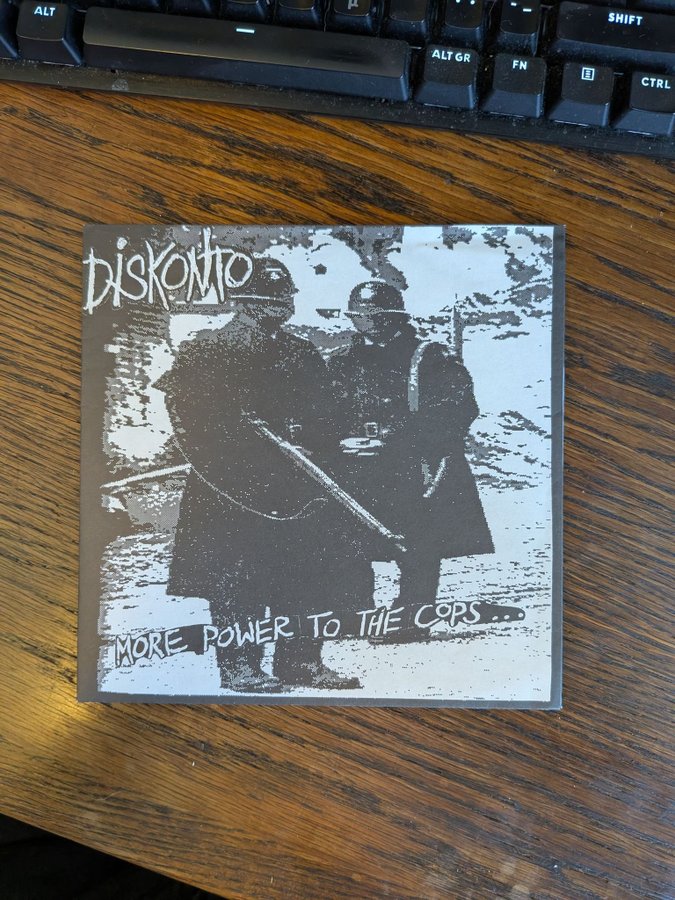 ALT
µ
ALT GR
FN
SHIFT
CTRL
DISKONTO
MORE POWER TO THE COPS...